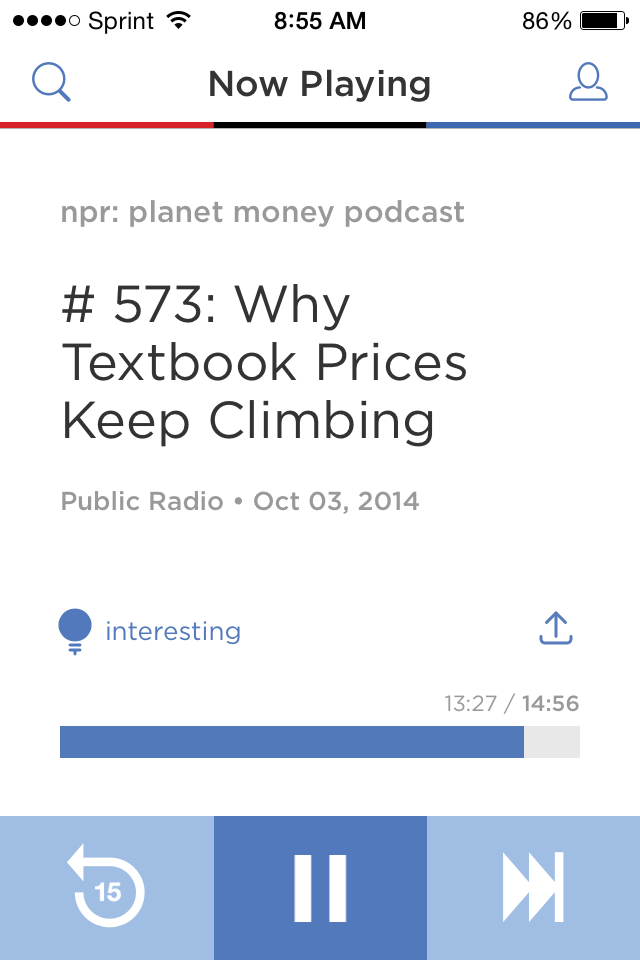 Sprint 8:55 AM 86%
Now Playing
npr: planet money podcast
# 573: Why
Textbook Prices
Keep Climbing
Public Radio • Oct 03, 2014
interesting
13:27 / 14:56
15